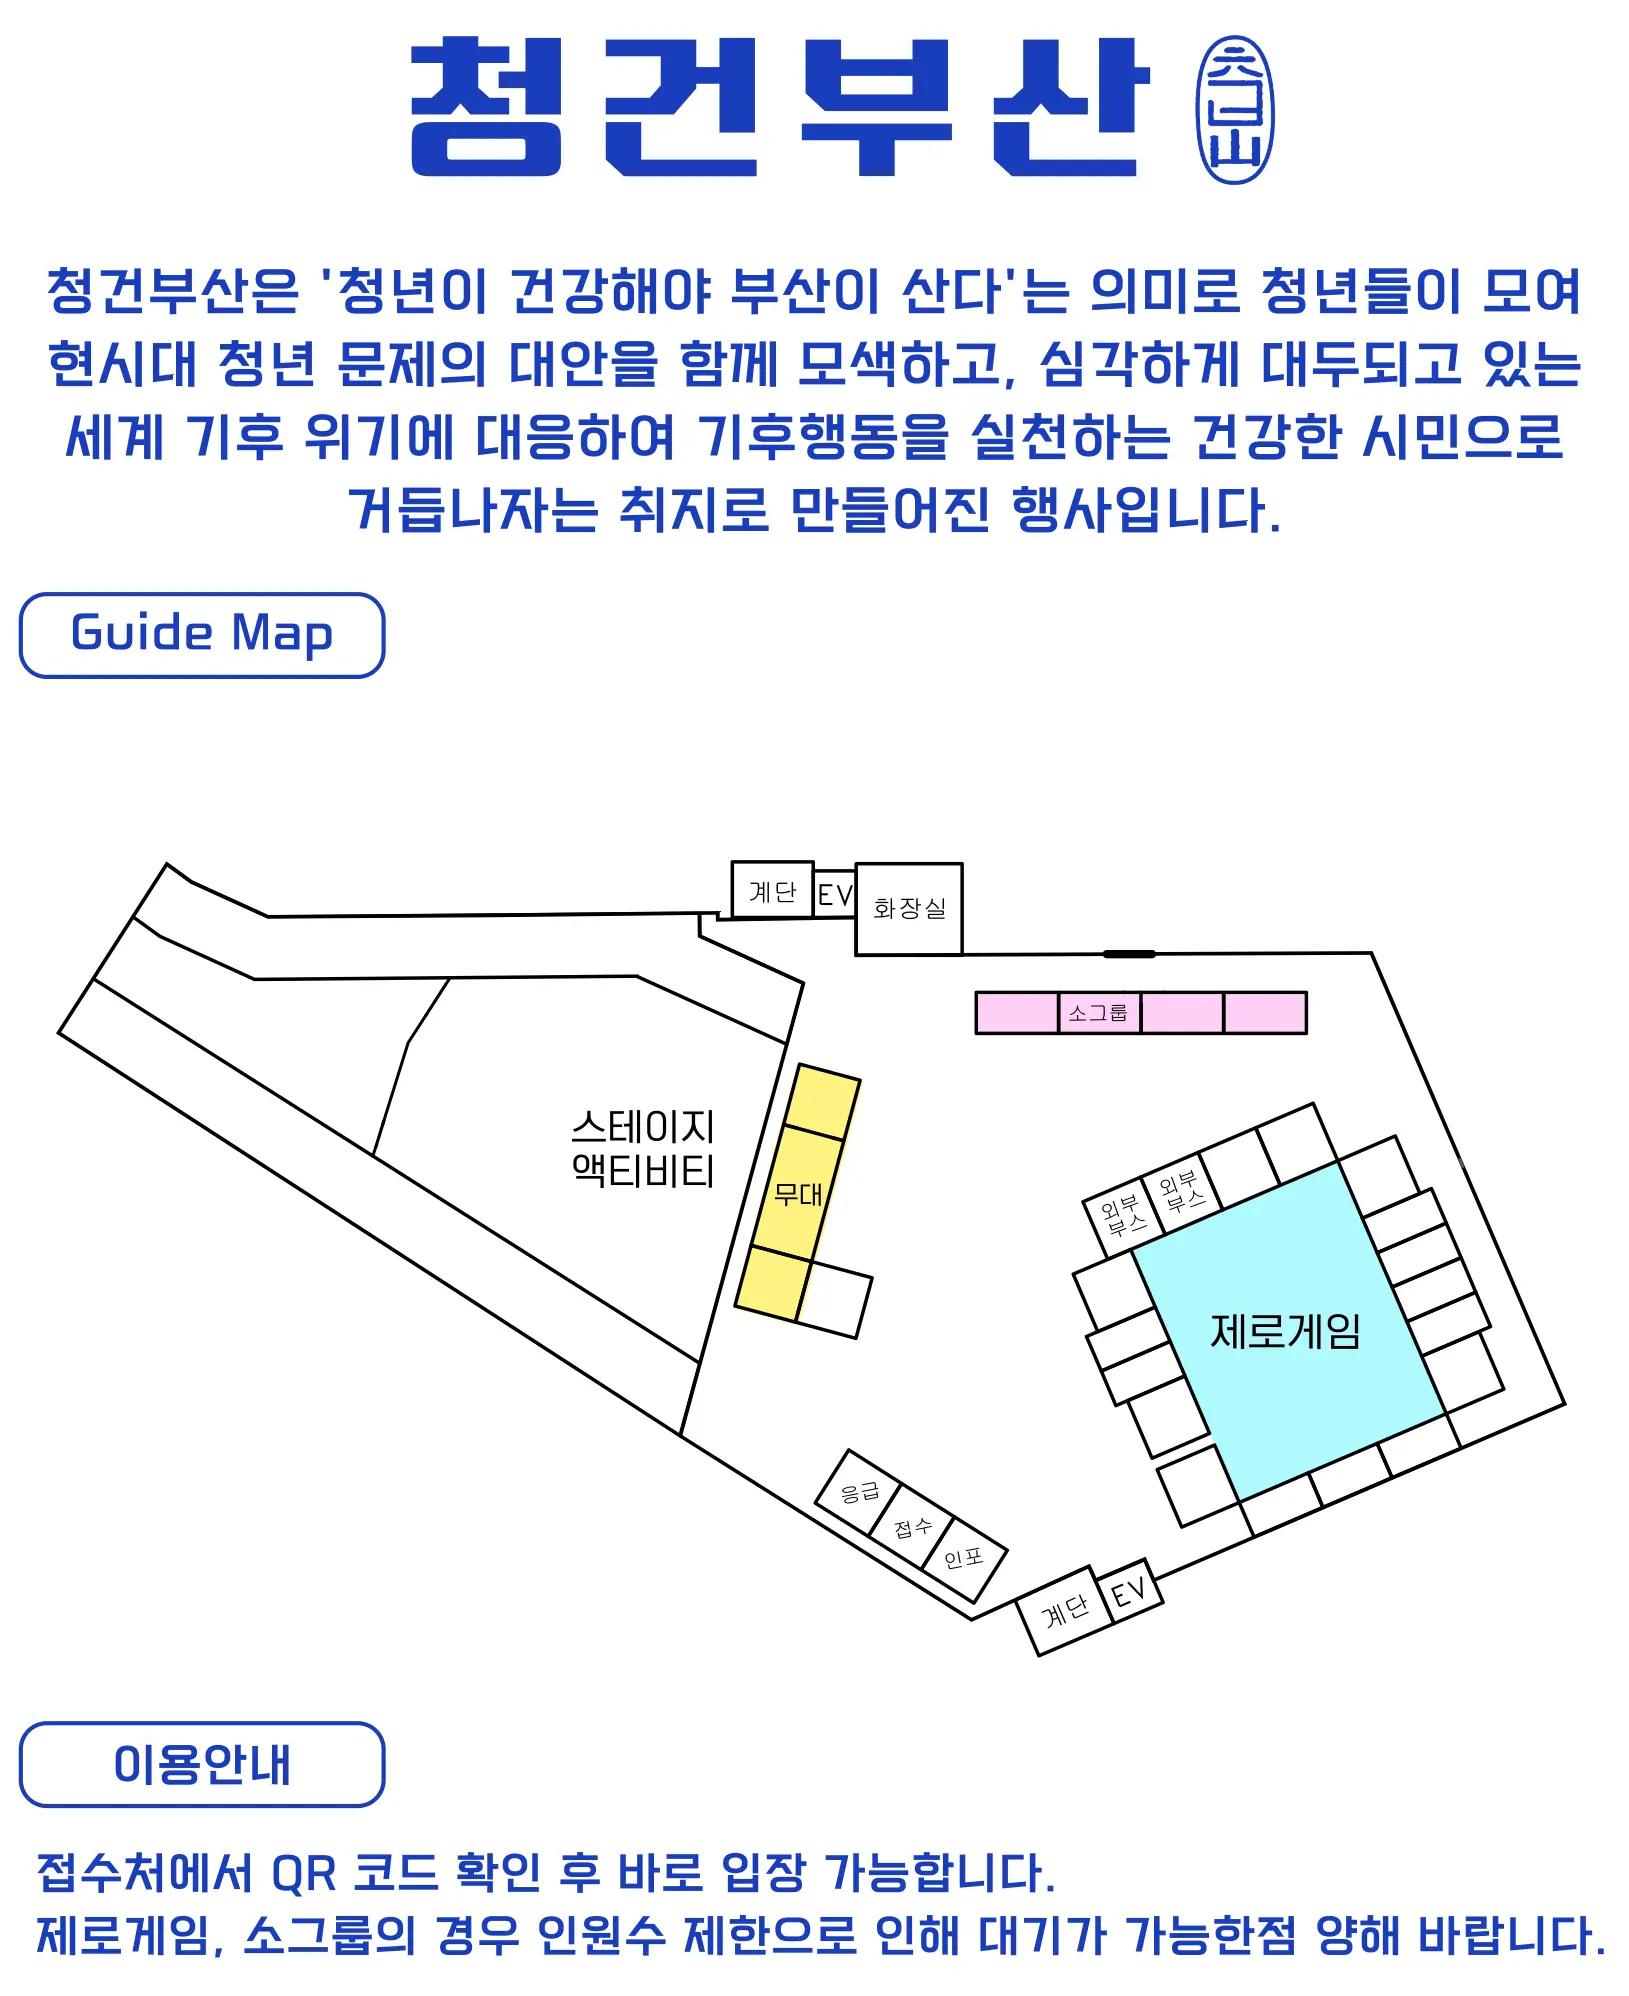 청건부산
청건부산은 '청년이 건강해야 부산이 산다'는 의미로 청년들이 모여
현시대 청년 문제의 대안을 함께 모색하고, 심각하게 대두되고 있는
세계 기후 위기에 대응하여 기후행동을 실천하는 건강한 시민으로
거듭나자는 취지로 만들어진 행사입니다.
Guide Map
계단
EV
화장실
소그룹
스테이지
액티비티
무대
외부
부스
외부
부스
제로게임
응급
접수
인포
계단
EV
이용안내
접수처에서 QR 코드 확인 후 바로 입장 가능합니다.
제로게임, 소그룹의 경우 인원수 제한으로 인해 대기가 가능한점 양해 바랍니다.